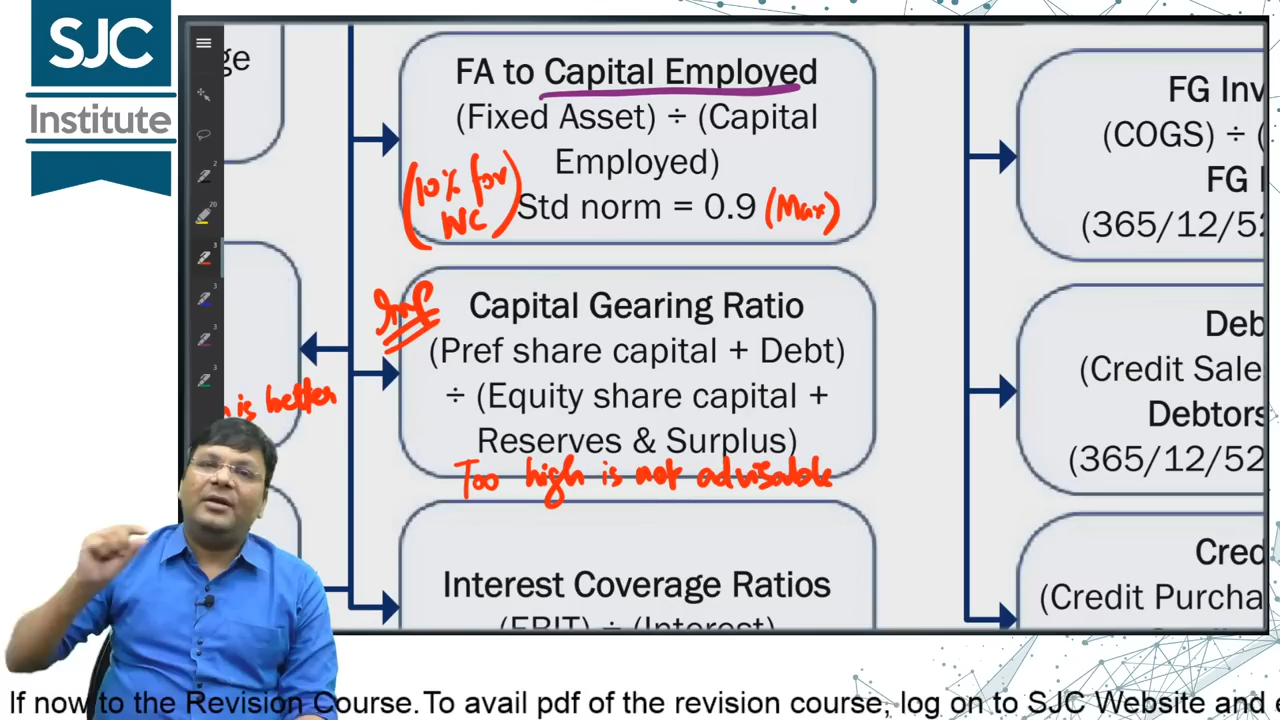 SJC
Institute
ge
is better
FA to Capital Employed
(Fixed Asset) ÷ (Capital
Employed)
(10% for
WC)
Std norm = 0.9 (Max)
Imp
Capital Gearing Ratio
(Pref share capital + Debt)
÷ (Equity share capital +
Reserves & Surplus)
Too high is not advisable
Interest Coverage Ratios
(EBIT) ÷ (Interest)
FG Inv
(COGS) ÷ (
FG
(365/12/52
Deb
(Credit Sale
Debtors
(365/12/52
Cred
(Credit Purcha
If now to the Revision Course. To avail pdf of the revision course, log on to SJC Website and e